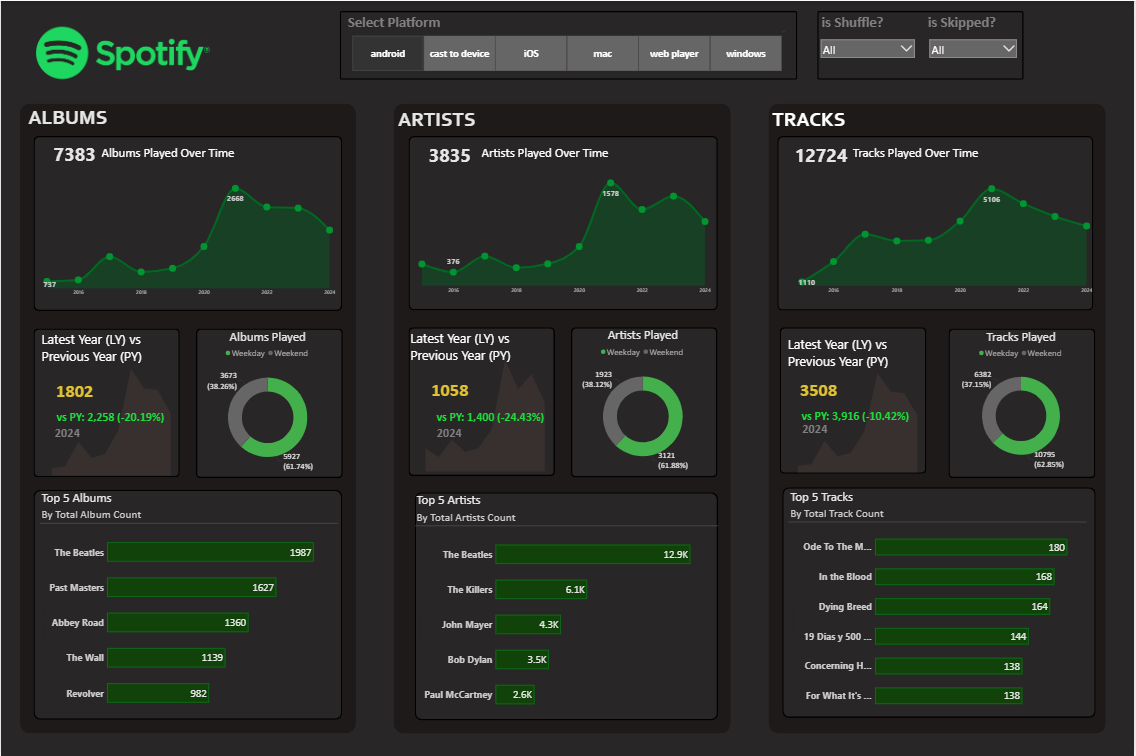 Spotify®
Select Platform
android
cast to device
iOS
mac
web player
windows
is Shuffle?
All
is Skipped?
All
ALBUMS
7383 Albums Played Over Time
2668
737
2016
2018
2020
2022
2024
Latest Year (LY) vs
Previous Year (PY)
1802
vs PY: 2,258 (-20.19%)
2024
Albums Played
Weekday Weekend
3673
(38.26%)
5927
(61.74%)
Top 5 Albums
By Total Album Count
The Beatles 1987
Past Masters 1627
Abbey Road 1360
The Wall 1139
Revolver 982
ARTISTS
3835 Artists Played Over Time
1578
376
2016
2018
2020
2022
2024
Latest Year (LY) vs
Previous Year (PY)
1058
vs PY: 1,400 (-24.43%)
2024
Artists Played
Weekday Weekend
1923
(38.12%)
3121
(61.88%)
Top 5 Artists
By Total Artists Count
The Beatles 12.9K
The Killers 6.1K
John Mayer 4.3K
Bob Dylan 3.5K
Paul McCartney 2.6K
TRACKS
12724 Tracks Played Over Time
5106
1110
2016
2018
2020
2022
2024
Latest Year (LY) vs
Previous Year (PY)
3508
vs PY: 3,916 (-10.42%)
2024
Tracks Played
Weekday Weekend
6382
(37.15%)
10795
(62.85%)
Top 5 Tracks
By Total Track Count
Ode To The M... 180
In the Blood 168
Dying Breed 164
19 Dias y 500 ... 144
Concerning H... 138
For What It's ... 138